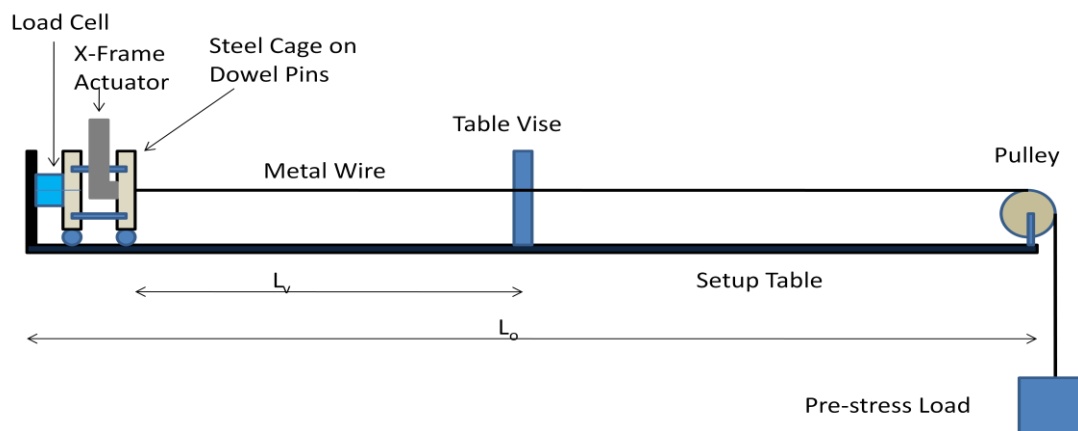 Load Cell
X-Frame
Actuator
Steel Cage on
Dowel Pins
Table Vise
Pulley
Metal Wire
Setup Table
Lv
Lo
Pre-stress Load